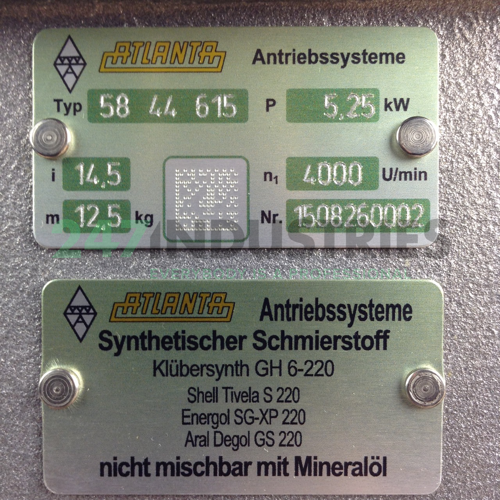 ATLANTA Antriebssysteme
Typ 58 44 615 P 5,25 kW
i 14,5 n1 4000 U/min
m 12,5 kg Nr. 1508260002
247INDUSTRIES
ATLANTA Antriebssysteme
Synthetischer Schmierstoff
Klübersynth GH 6-220
Shell Tivela S 220
Energol SG-XP 220
Aral Degol GS 220
nicht mischbar mit Mineralöl